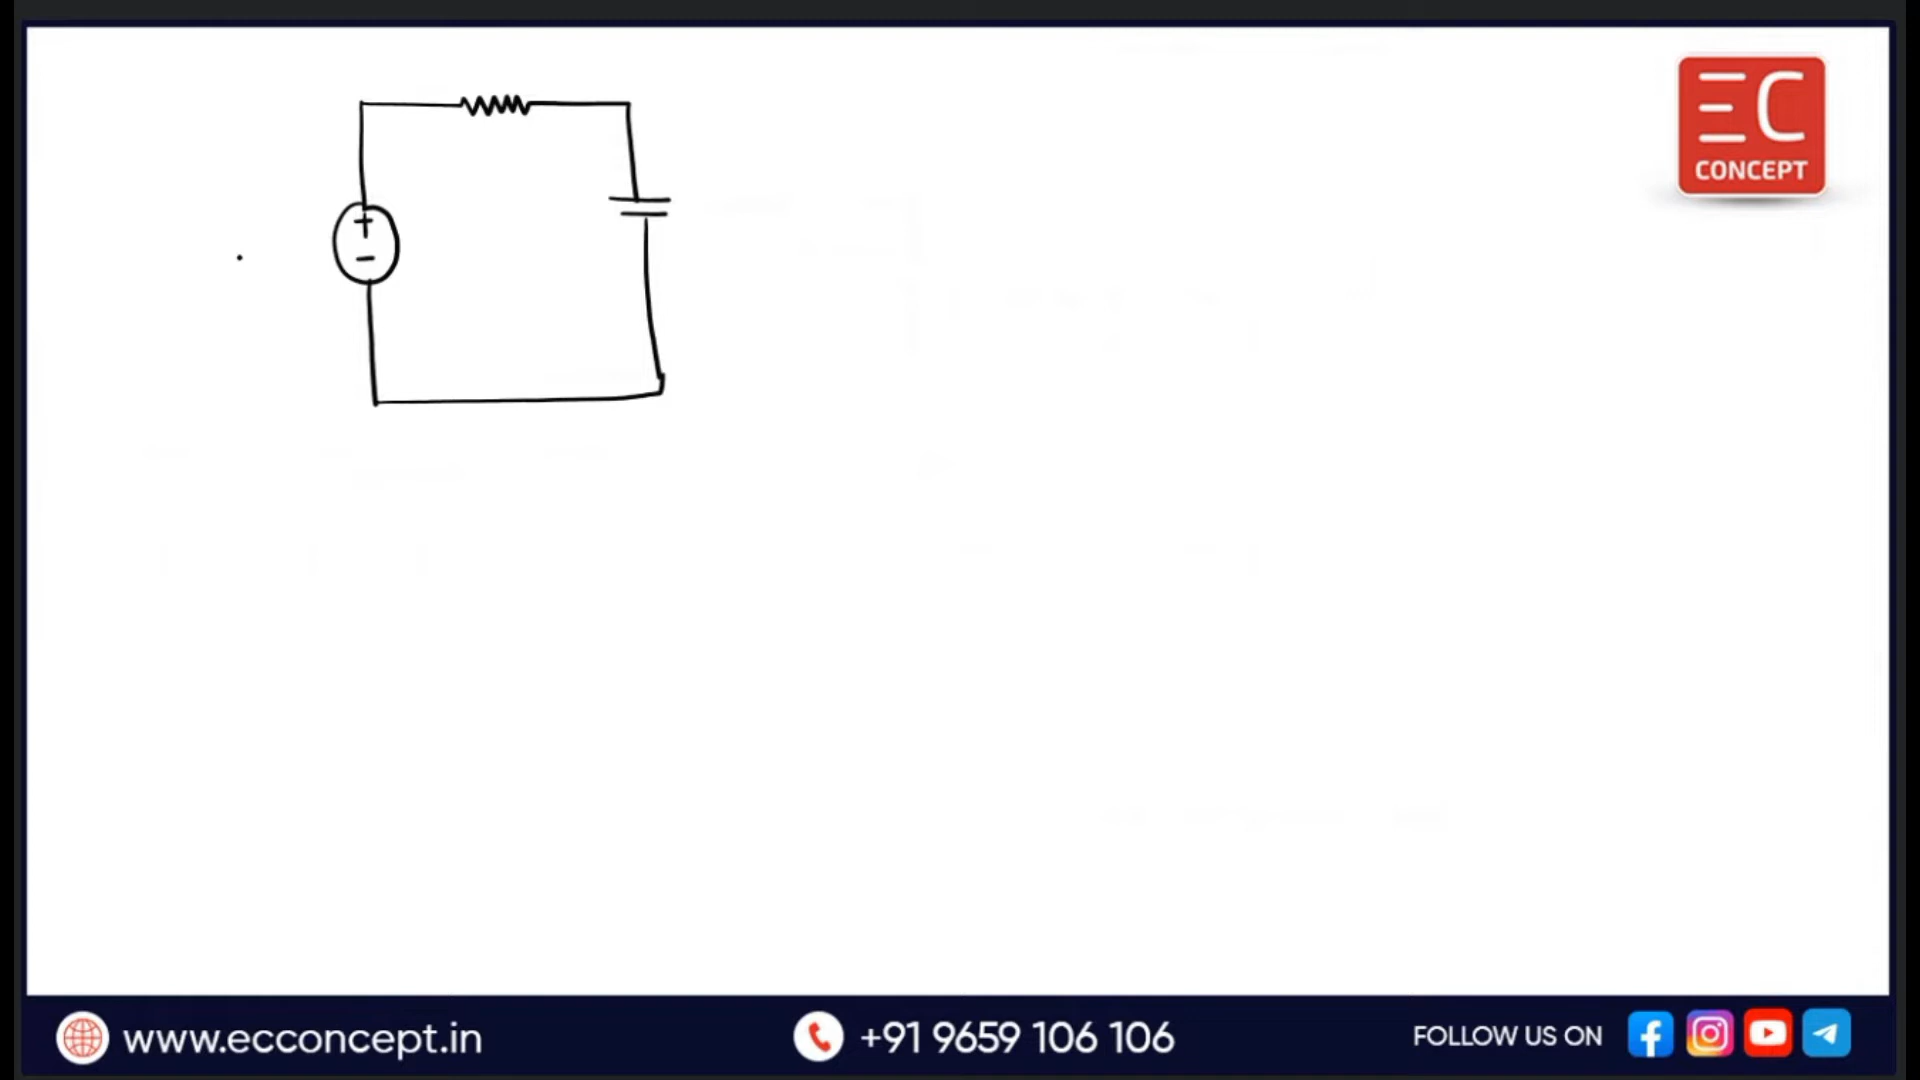 EC
CONCEPT
+
-
www.ecconcept.in
+91 9659 106 106
FOLLOW US ON